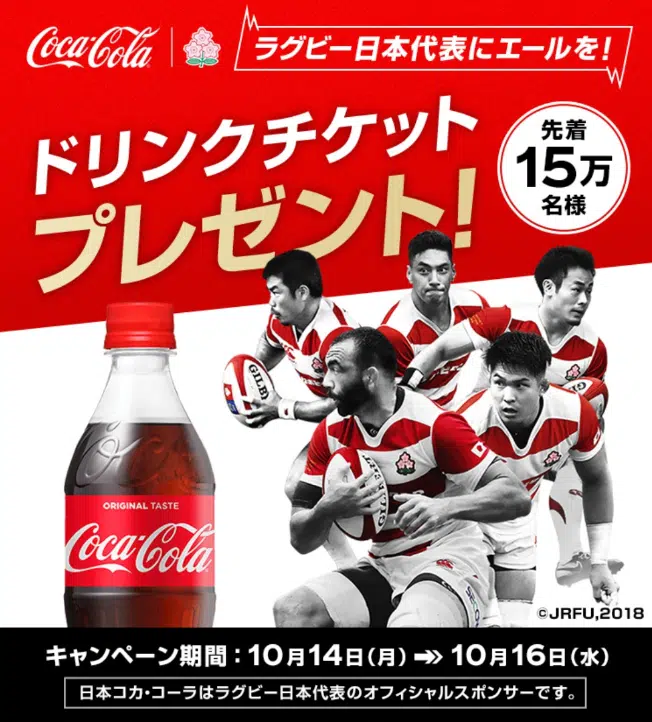 Coca-Cola
ラグビー日本代表にエールを!
ドリンクチケット
プレゼント!
先着
15万
名様
GILBERT
ORIGINAL TASTE
Coca-Cola
©JRFU,2018
キャンペーン期間:10月14日(月)→10月16日(水)
日本コカ・コーラはラグビー日本代表のオフィシャルスポンサーです。